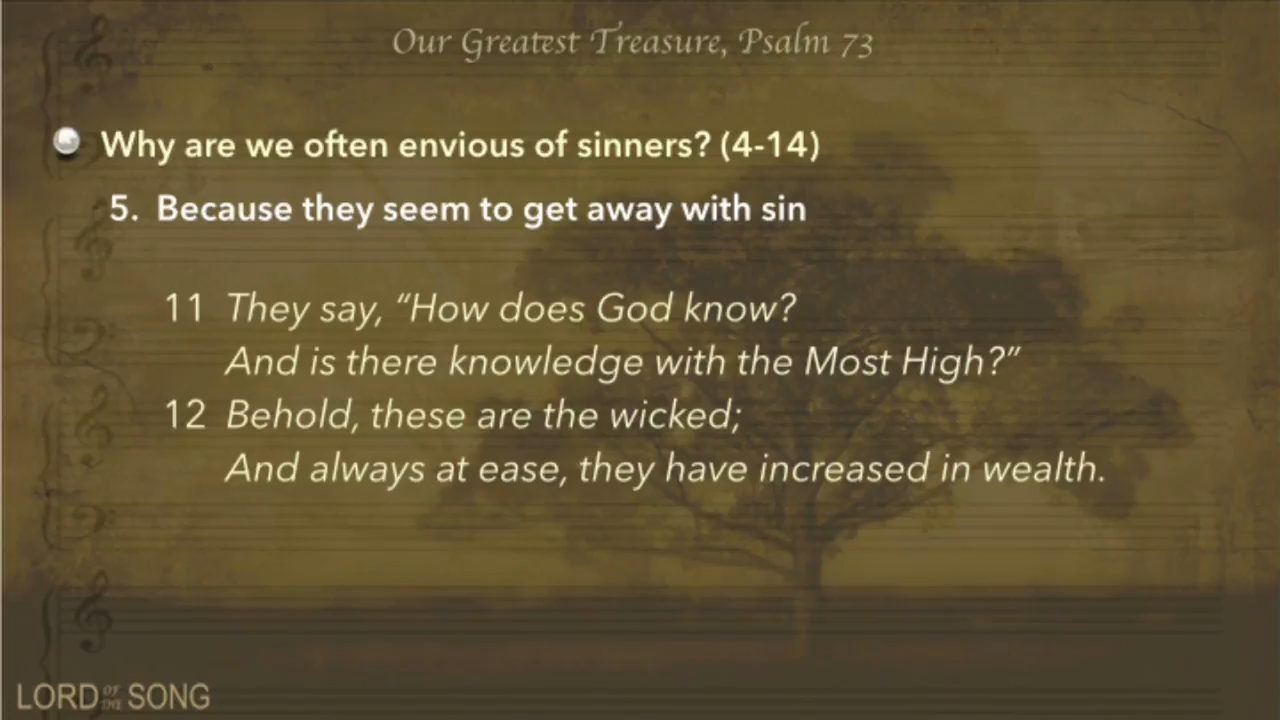 Our Greatest Treasure, Psalm 73
Why are we often envious of sinners? (4-14)
5. Because they seem to get away with sin
11 They say, “How does God know?
And is there knowledge with the Most High?”
12 Behold, these are the wicked;
And always at ease, they have increased in wealth.
LORD OF THE SONG